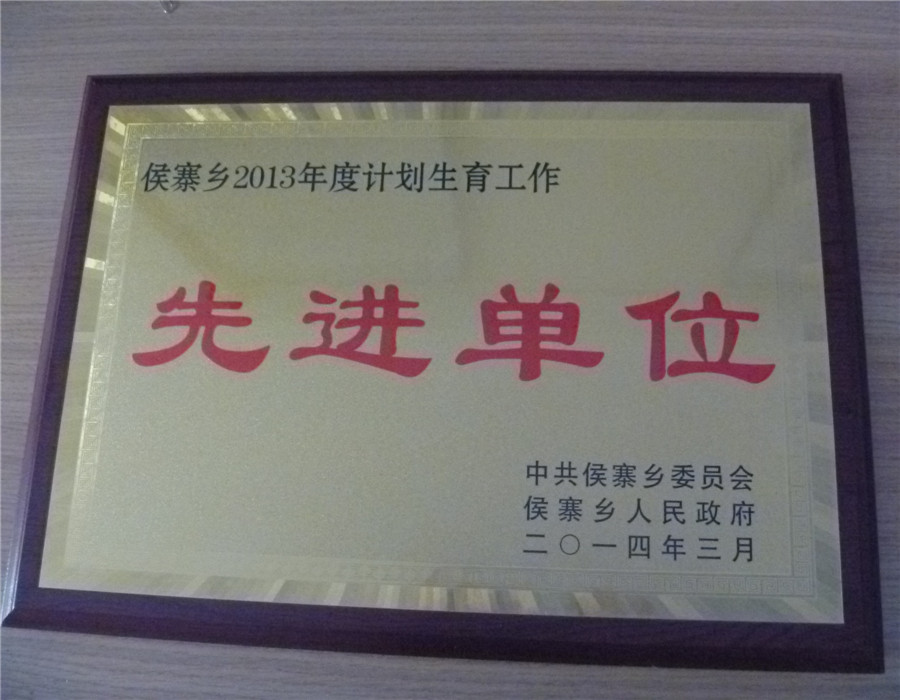 侯寨乡2013年度计划生育工作
先进单位
中共侯寨乡委员会
侯寨乡人民政府
二〇一四年三月